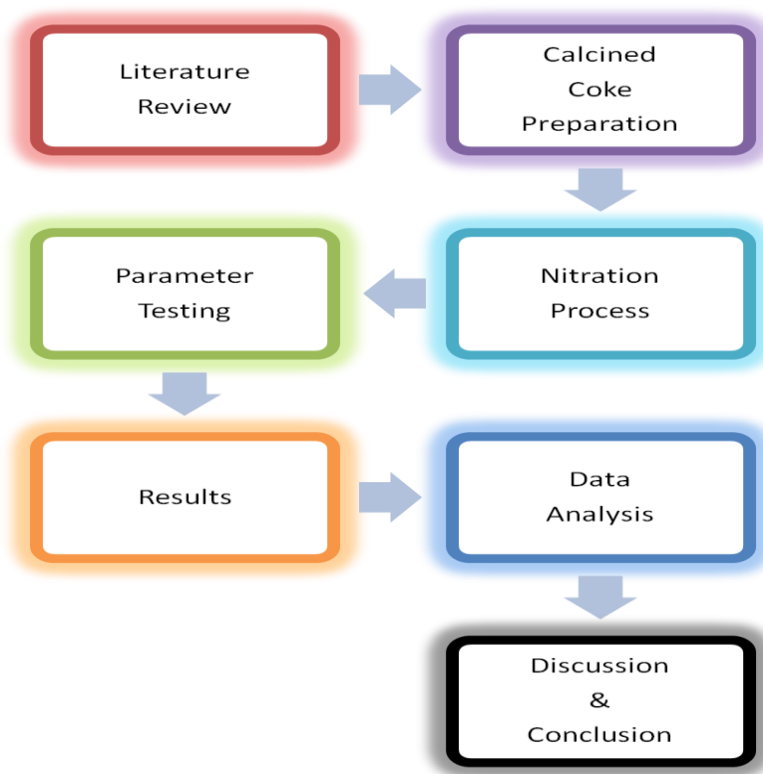 Literature
Review
Calcined
Coke
Preparation
Nitration
Process
Parameter
Testing
Results
Data
Analysis
Discussion
&
Conclusion